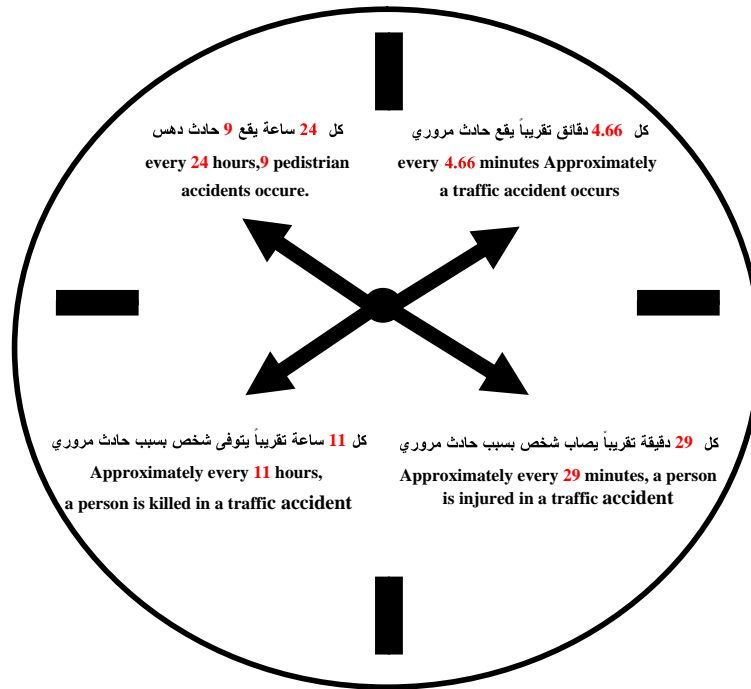 كل 24 ساعة يقع 9 حادث دهس
every 24 hours,9 pedistrian
accidents occure.
كل 4.66 دقائق تقريباً يقع حادث مروري
every 4.66 minutes Approximately
a traffic accident occurs
كل 11 ساعة تقريباً يتوفى شخص بسبب حادث مروري
Approximately every 11 hours,
a person is killed in a traffic accident
كل 29 دقيقة تقريباً يصاب شخص بسبب حادث مروري
Approximately every 29 minutes, a person
is injured in a traffic accident